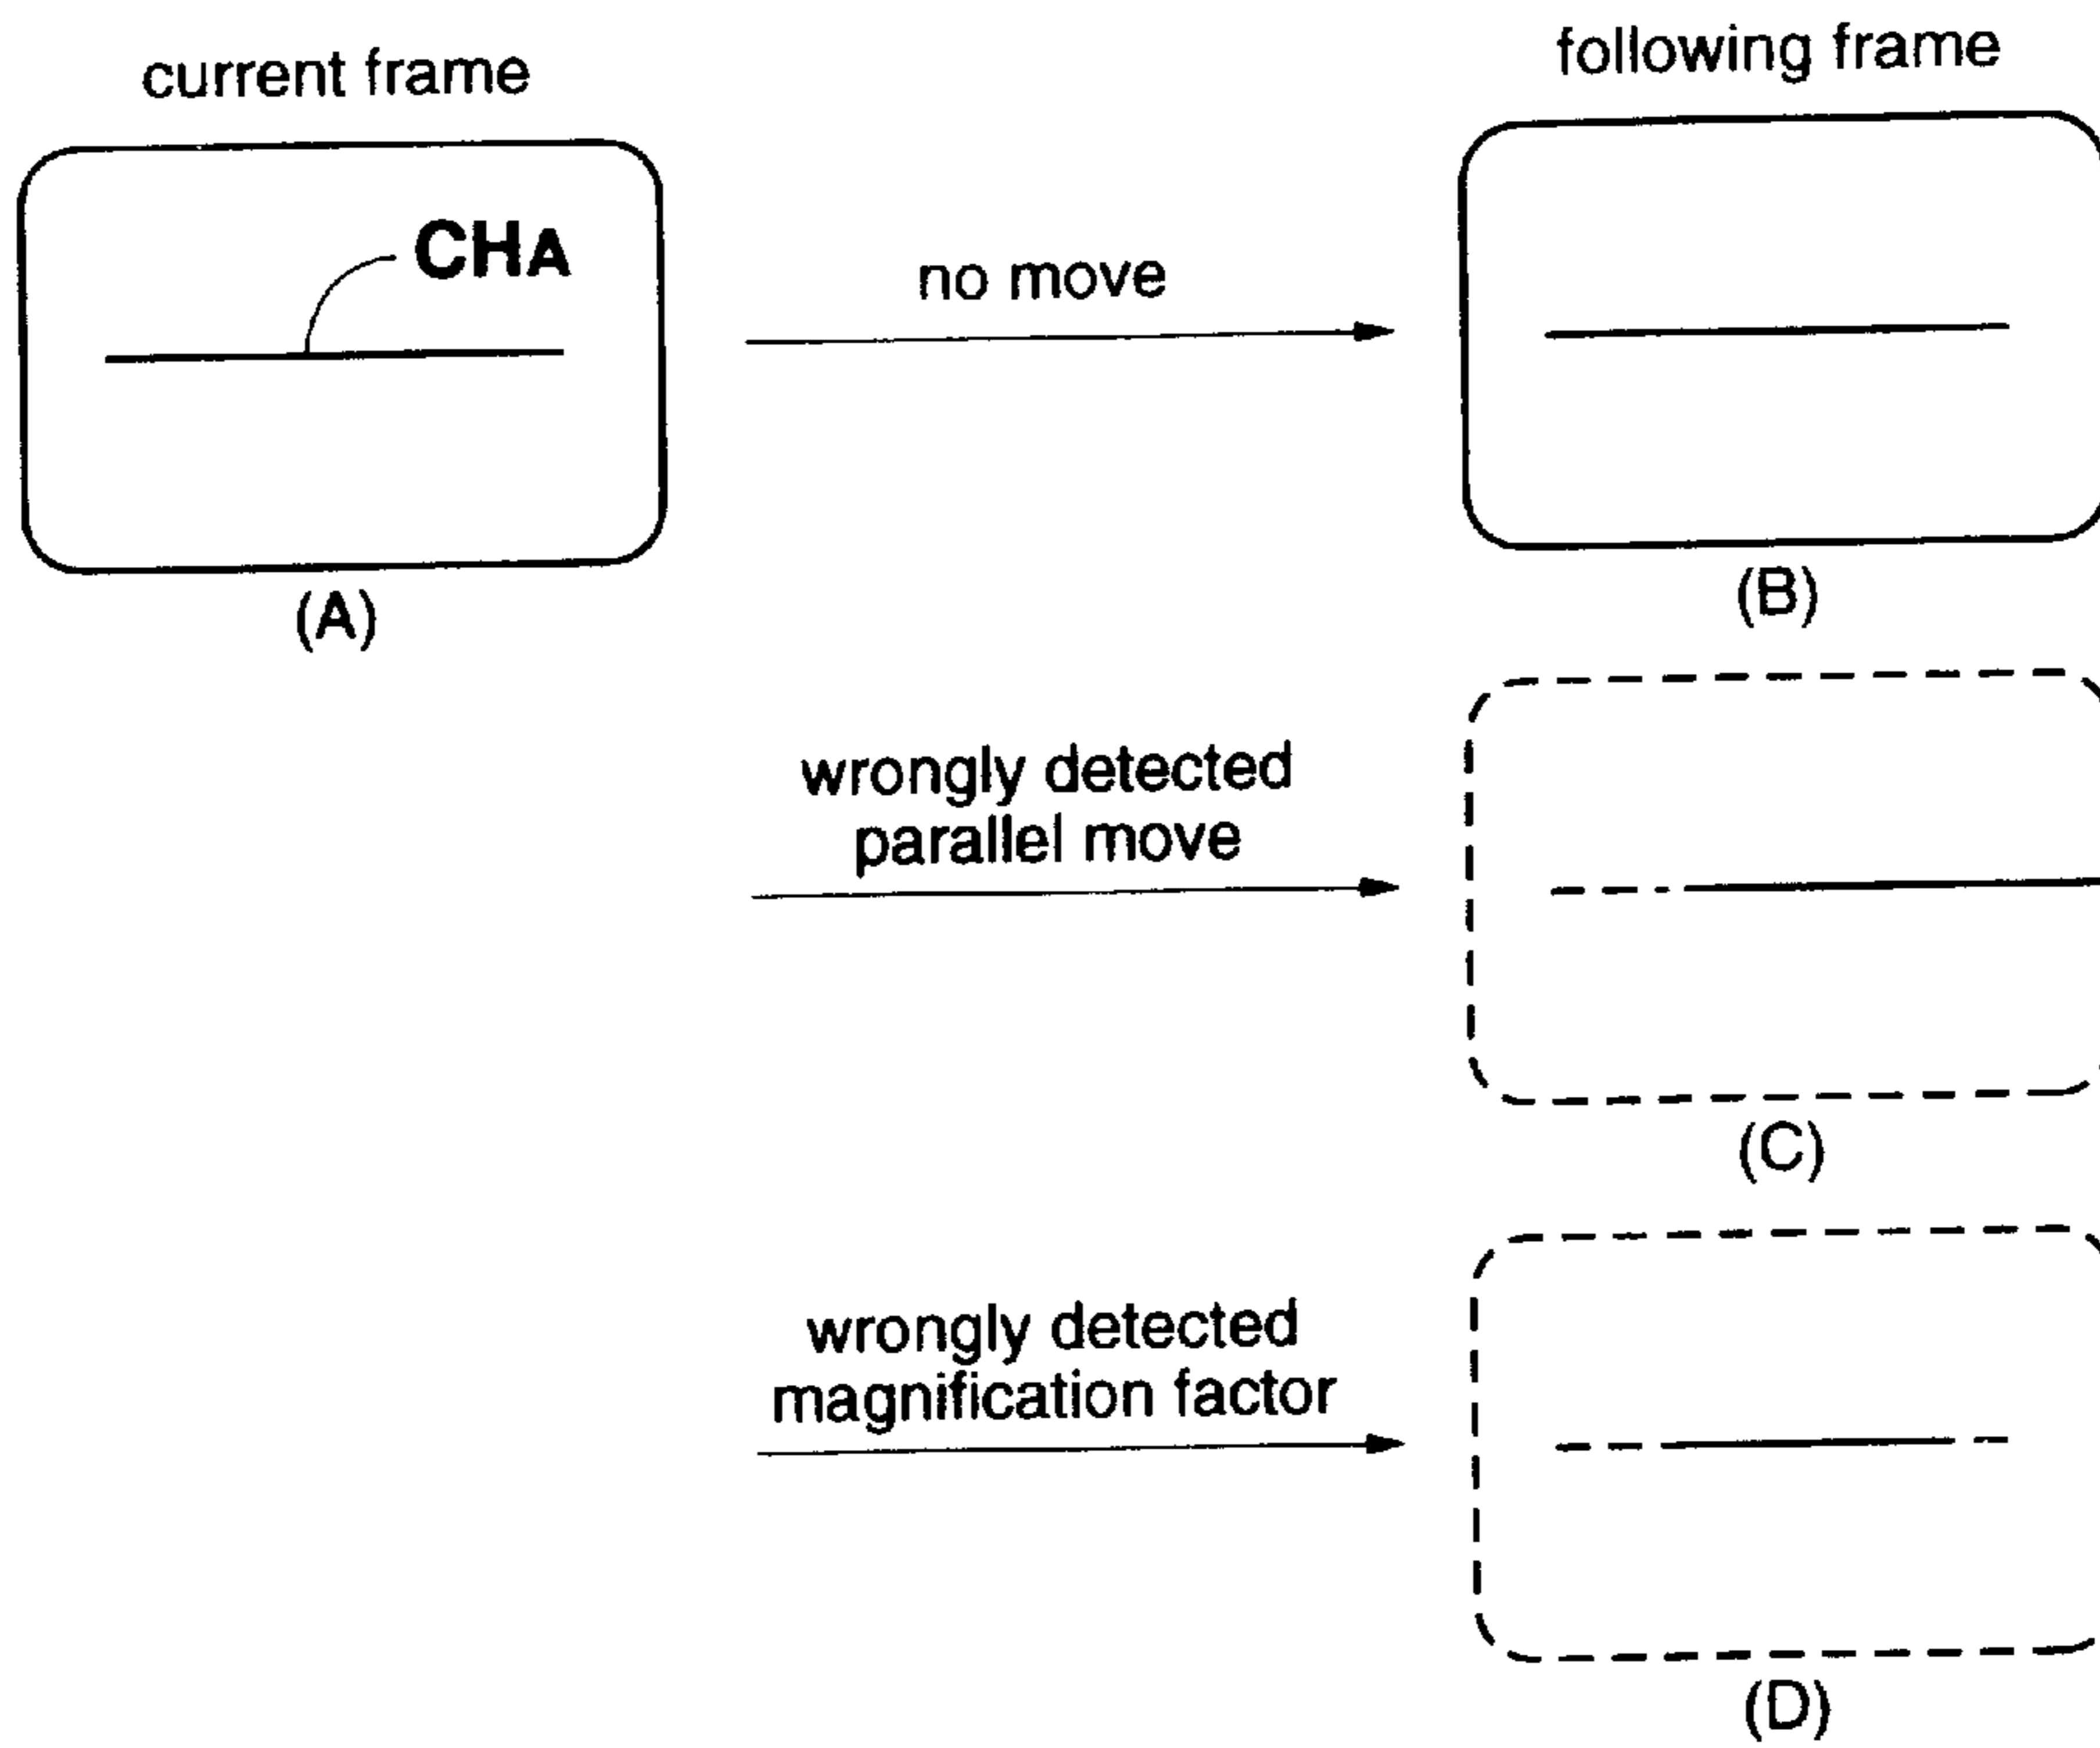 current frame
following frame
CHA
no move
(A)
(B)
wrongly detected
parallel move
(C)
wrongly detected
magnification factor
(D)